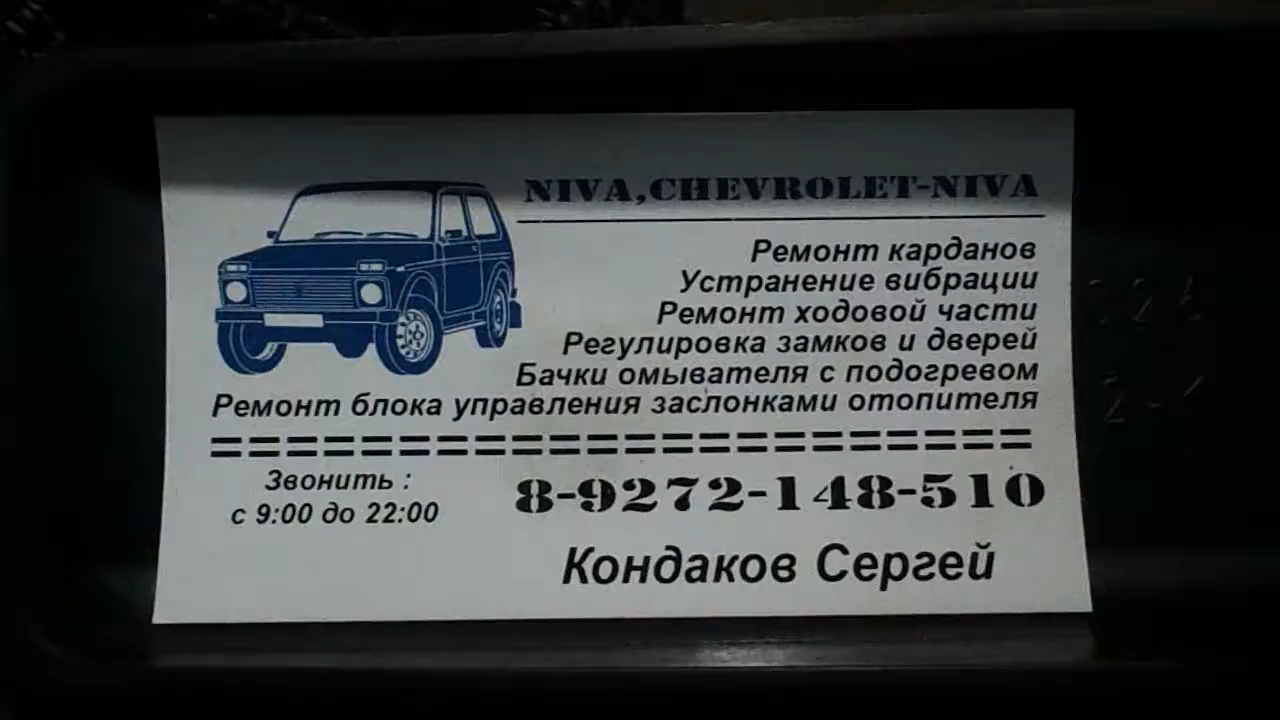 NIVA,CHEVROLET-NIVA
Ремонт карданов
Устранение вибрации
Ремонт ходовой части
Регулировка замков и дверей
Бачки омывателя с подогревом
Ремонт блока управления заслонками отопителя
Звонить :
с 9:00 до 22:00
8-9272-148-510
Кондаков Сергей